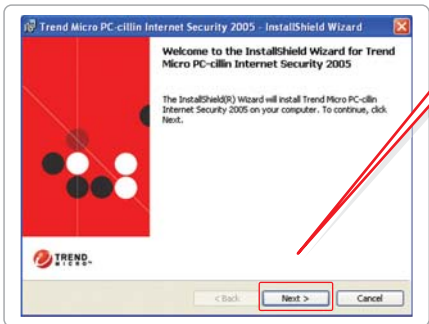 Trend Micro PC-cillin Internet Security 2005 - InstallShield Wizard
Welcome to the InstallShield Wizard for Trend
Micro PC-cillin Internet Security 2005
The InstallShield(R) Wizard will install Trend Micro PC-cillin
Internet Security 2005 on your computer. To continue, click
Next.
TREND
MICRO
< Back
Next >
Cancel